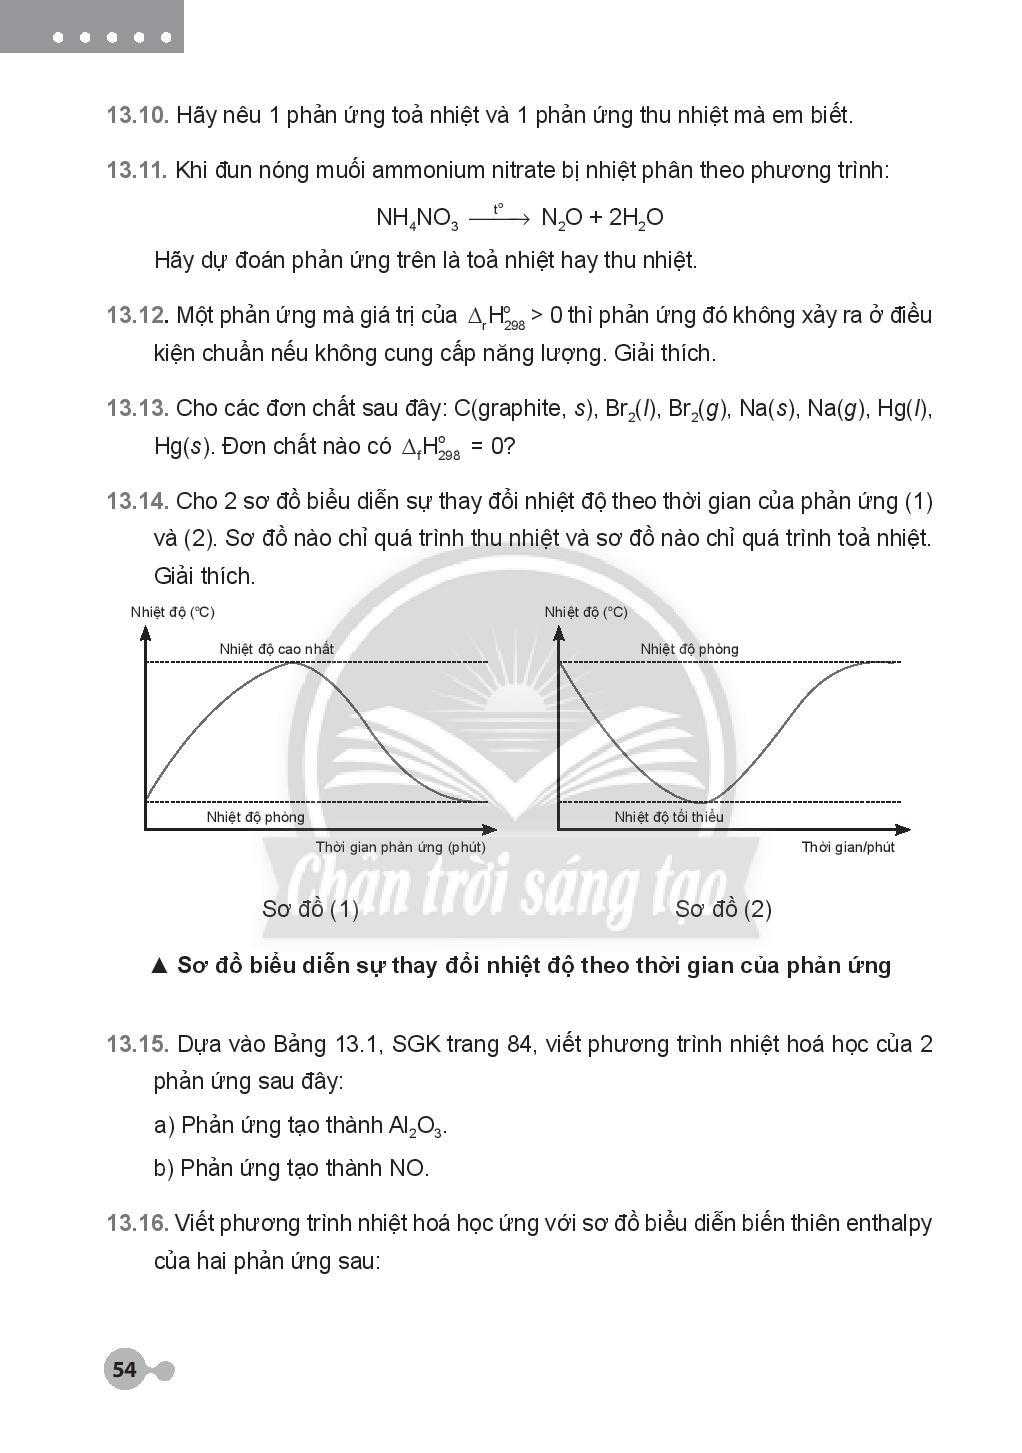 13.10. Hãy nêu 1 phản ứng toả nhiệt và 1 phản ứng thu nhiệt mà em biết.
13.11. Khi đun nóng muối ammonium nitrate bị nhiệt phân theo phương trình:
NH₄NO₃ —t°→ N₂O + 2H₂O
Hãy dự đoán phản ứng trên là toả nhiệt hay thu nhiệt.
13.12. Một phản ứng mà giá trị của ΔᵣH°₂₉₈ > 0 thì phản ứng đó không xảy ra ở điều
kiện chuẩn nếu không cung cấp năng lượng. Giải thích.
13.13. Cho các đơn chất sau đây: C(graphite, s), Br₂(l), Br₂(g), Na(s), Na(g), Hg(l),
Hg(s). Đơn chất nào có ΔfH°₂₉₈ = 0?
13.14. Cho 2 sơ đồ biểu diễn sự thay đổi nhiệt độ theo thời gian của phản ứng (1)
và (2). Sơ đồ nào chỉ quá trình thu nhiệt và sơ đồ nào chỉ quá trình toả nhiệt.
Giải thích.
Nhiệt độ (°C)
Nhiệt độ cao nhất
Nhiệt độ phòng
Thời gian phản ứng (phút)
Sơ đồ (1)
Nhiệt độ (°C)
Nhiệt độ phòng
Nhiệt độ tối thiểu
Thời gian/phút
Sơ đồ (2)
Chân trời sáng tạo
▲ Sơ đồ biểu diễn sự thay đổi nhiệt độ theo thời gian của phản ứng
13.15. Dựa vào Bảng 13.1, SGK trang 84, viết phương trình nhiệt hoá học của 2
phản ứng sau đây:
a) Phản ứng tạo thành Al₂O₃.
b) Phản ứng tạo thành NO.
13.16. Viết phương trình nhiệt hoá học ứng với sơ đồ biểu diễn biến thiên enthalpy
của hai phản ứng sau:
54